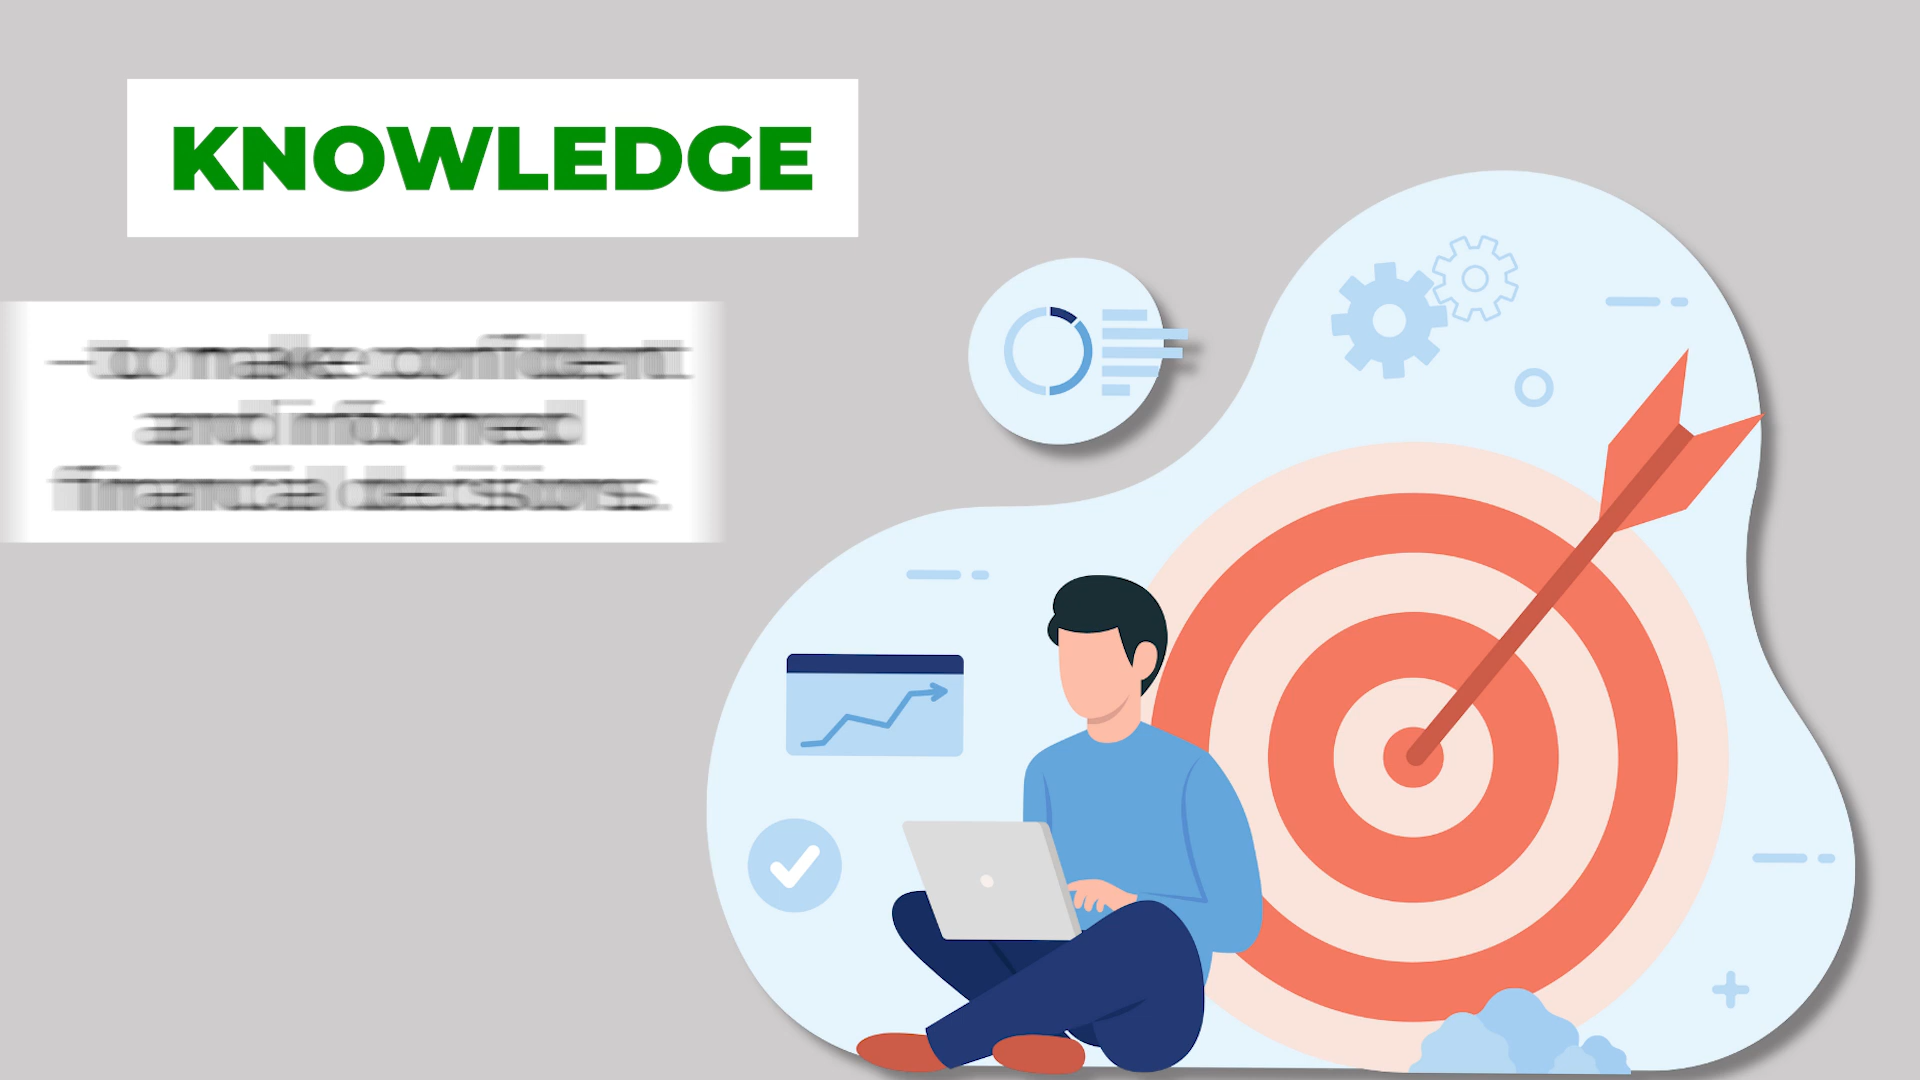 KNOWLEDGE
– to make confident
and informed
financial decisions.